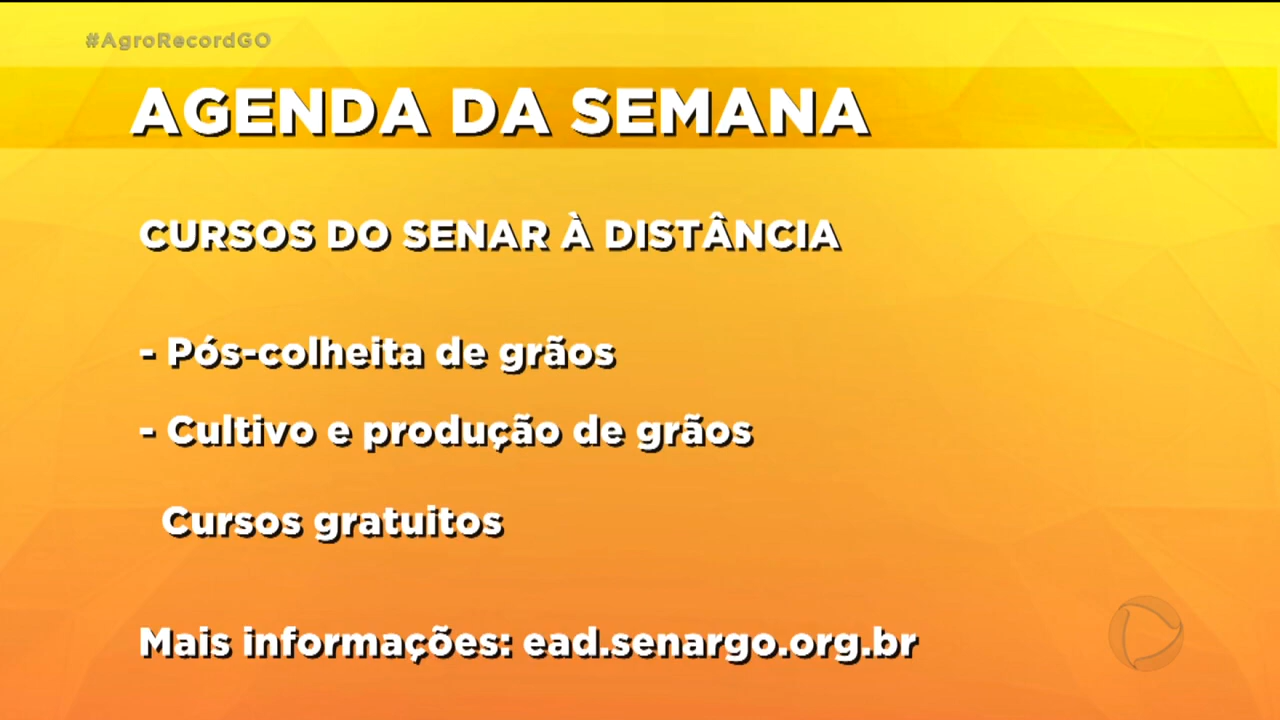 #AgroRecordGO
AGENDA DA SEMANA
CURSOS DO SENAR À DISTÂNCIA
- Pós-colheita de grãos
- Cultivo e produção de grãos
Cursos gratuitos
Mais informações: ead.senargo.org.br